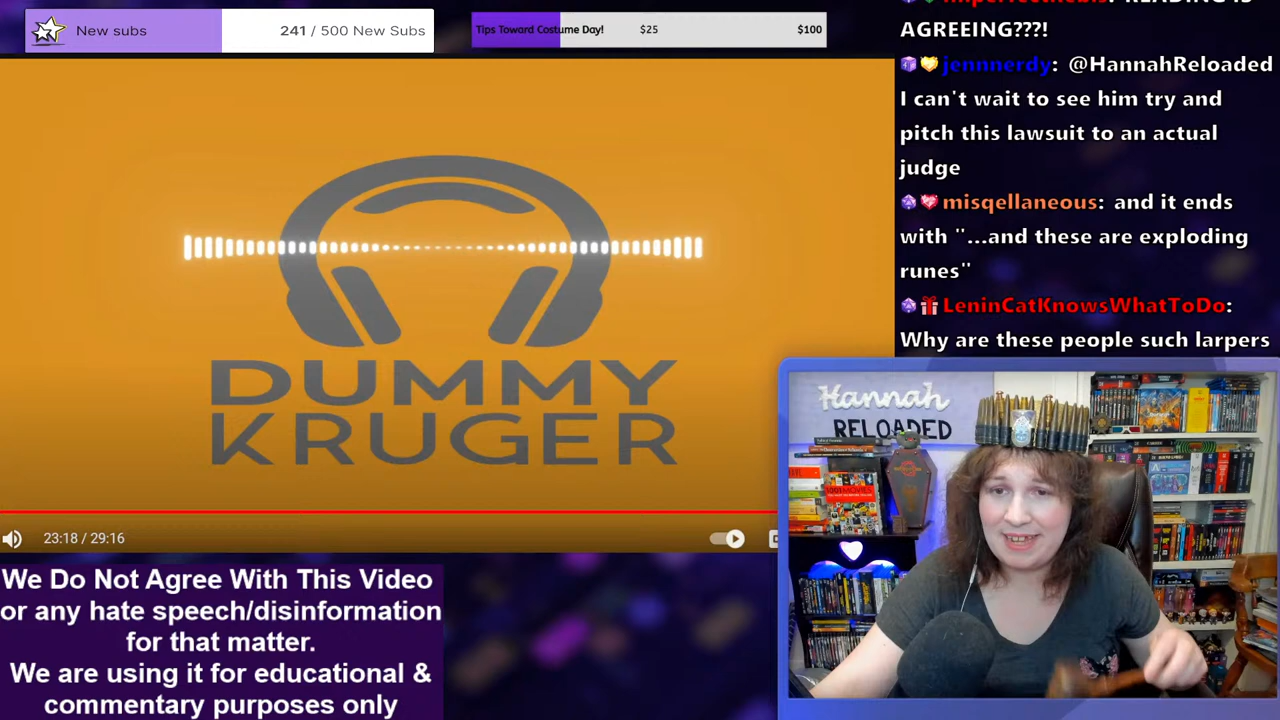 New subs
241 / 500 New Subs
Tips Toward Costume Day!
$25
$100
AGREEING???!
jennnerdy: @HannahReloaded
I can't wait to see him try and
pitch this lawsuit to an actual
judge
misqellaneous: and it ends
with "...and these are exploding
runes"
LeninCatKnowsWhatToDo:
Why are these people such larpers
DUMMY
KRUGER
23:18 / 29:16
Hannah
RELOADED
We Do Not Agree With This Video
or any hate speech/disinformation
for that matter.
We are using it for educational &
commentary purposes only